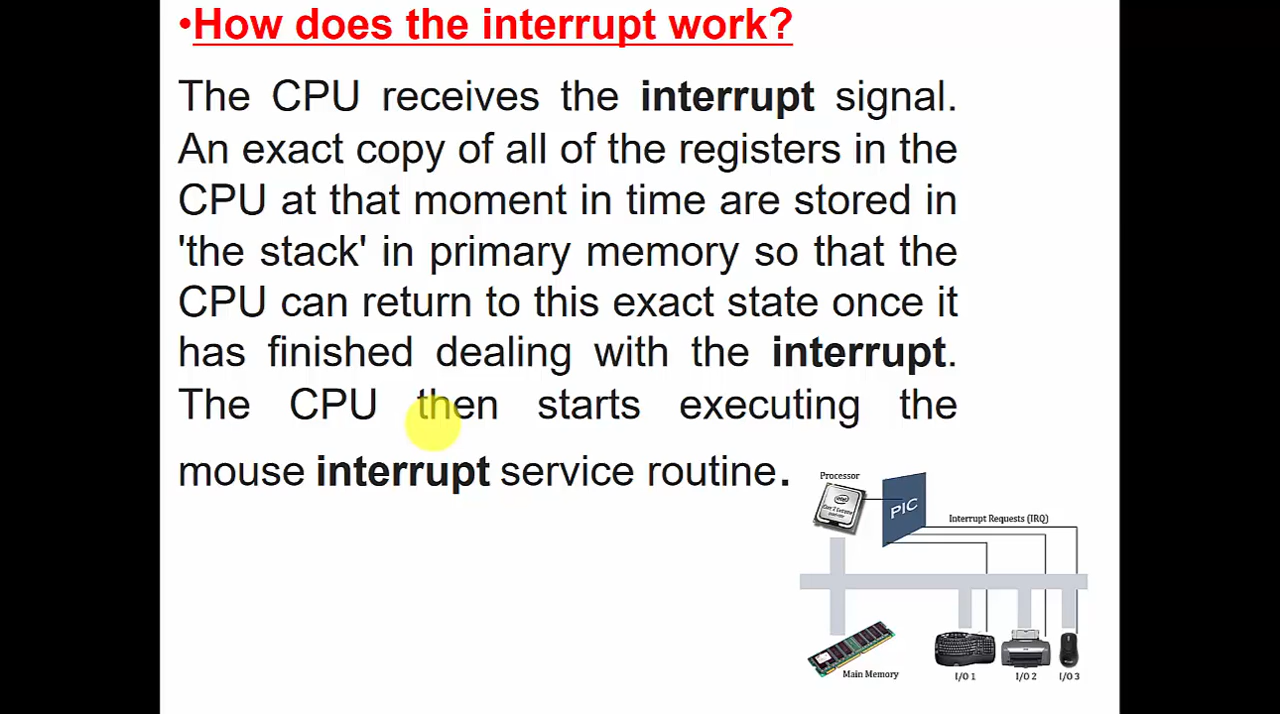 •How does the interrupt work?
The CPU receives the interrupt signal.
An exact copy of all of the registers in the
CPU at that moment in time are stored in
'the stack' in primary memory so that the
CPU can return to this exact state once it
has finished dealing with the interrupt.
The CPU then starts executing the
mouse interrupt service routine.
Processor
PIC
Interrupt Requests (IRQ)
Main Memory
I/O 1
I/O 2
I/O 3